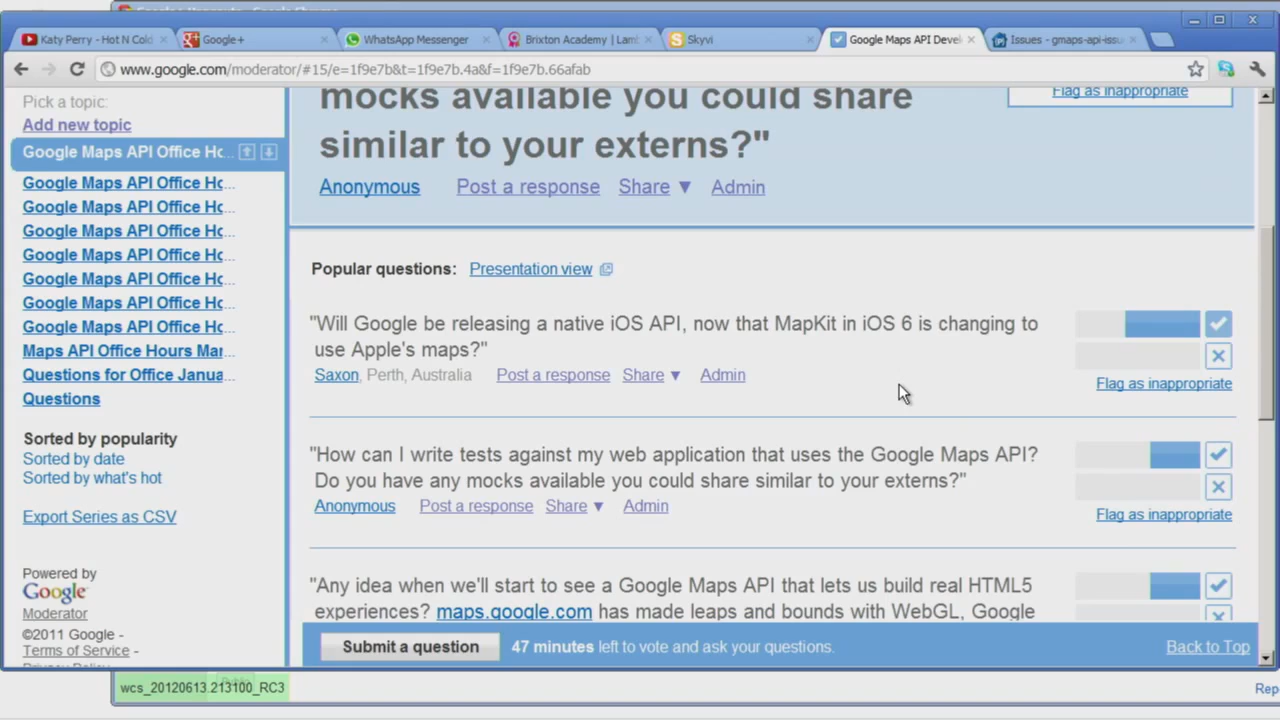 Katy Perry - Hot N Cold
Google+
WhatsApp Messenger
Brixton Academy | Lam
Skyvi
Google Maps API Deve
Issues - gmaps-api-issu
www.google.com/moderator/#15/e=1f9e7b&t=1f9e7b.4a&f=1f9e7b.66afab
Pick a topic:
Add new topic
Google Maps API Office Hc...
Google Maps API Office Hc...
Google Maps API Office Hc...
Google Maps API Office Hc...
Google Maps API Office Hc...
Google Maps API Office Hc...
Google Maps API Office Hc...
Google Maps API Office Hc...
Maps API Office Hours Mar...
Questions for Office Janua...
Questions
Sorted by popularity
Sorted by date
Sorted by what's hot
Export Series as CSV
Powered by
Google
Moderator
©2011 Google -
Terms of Service -
Privacy Policy
mocks available you could share
similar to your externs?"
Flag as inappropriate
Anonymous Post a response Share ▼ Admin
Popular questions: Presentation view
"Will Google be releasing a native iOS API, now that MapKit in iOS 6 is changing to
use Apple's maps?"
Saxon, Perth, Australia Post a response Share ▼ Admin
Flag as inappropriate
"How can I write tests against my web application that uses the Google Maps API?
Do you have any mocks available you could share similar to your externs?"
Anonymous Post a response Share ▼ Admin
Flag as inappropriate
"Any idea when we'll start to see a Google Maps API that lets us build real HTML5
experiences? maps.google.com has made leaps and bounds with WebGL, Google
Submit a question 47 minutes left to vote and ask your questions. Back to Top
wcs_20120613.213100_RC3
Rep